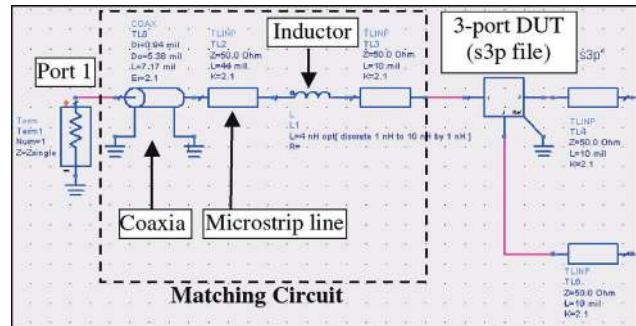 COAX
TL8
Di=0.94 mil
Do=5.38 mil
L=7.17 mil
Er=2.1
TLINP
TL2
Z=50.0 Ohm
L=44 mil
K=2.1
Inductor
TLINP
TL3
Z=50.0 Ohm
L=10 mil
K=2.1
3-port DUT
(s3p file)
s3p"
Port 1
Term
Term1
Num=1
Z=Zsingle
L
L1
L=4 nH opt{ discrete 1 nH to 10 nH by 1 nH }
R=
Ref
TLINP
TL4
Z=50.0 Ohm
L=10 mil
K=2.1
Coaxia
Microstrip line
Matching Circuit
TLINP
Z=50.0 Ohm
L=10 mil
K=2.1